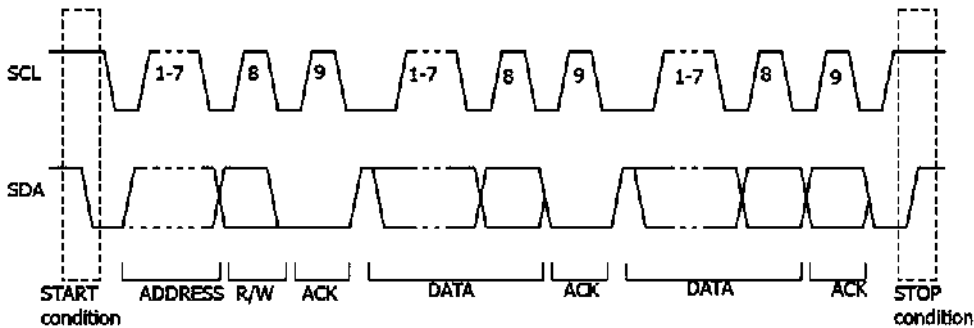 SCL
1-7 8 9 1-7 8 9 1-7 8 9
SDA
START condition
ADDRESS R/W ACK DATA ACK DATA ACK
STOP condition